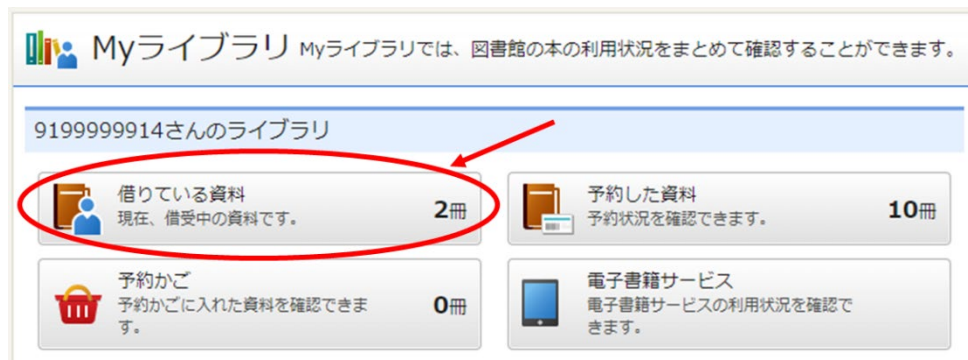 Myライブラリ Myライブラリでは、図書館の本の利用状況をまとめて確認することができます。
9199999914さんのライブラリ
借りている資料
現在、借受中の資料です。
2冊
予約した資料
予約状況を確認できます。
10冊
予約かご
予約かごに入れた資料を確認できま
す。
0冊
電子書籍サービス
電子書籍サービスの利用状況を確認で
きます。